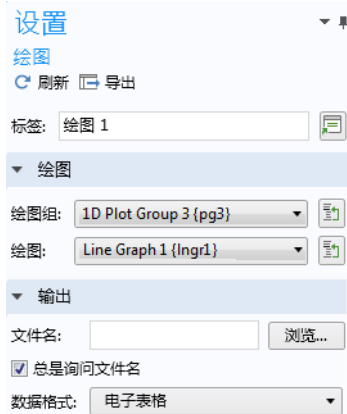 设置
绘图
刷新 导出
标签: 绘图 1
绘图
绘图组: 1D Plot Group 3 {pg3}
绘图: Line Graph 1 {lngr1}
输出
文件名: 浏览...
总是询问文件名
数据格式: 电子表格